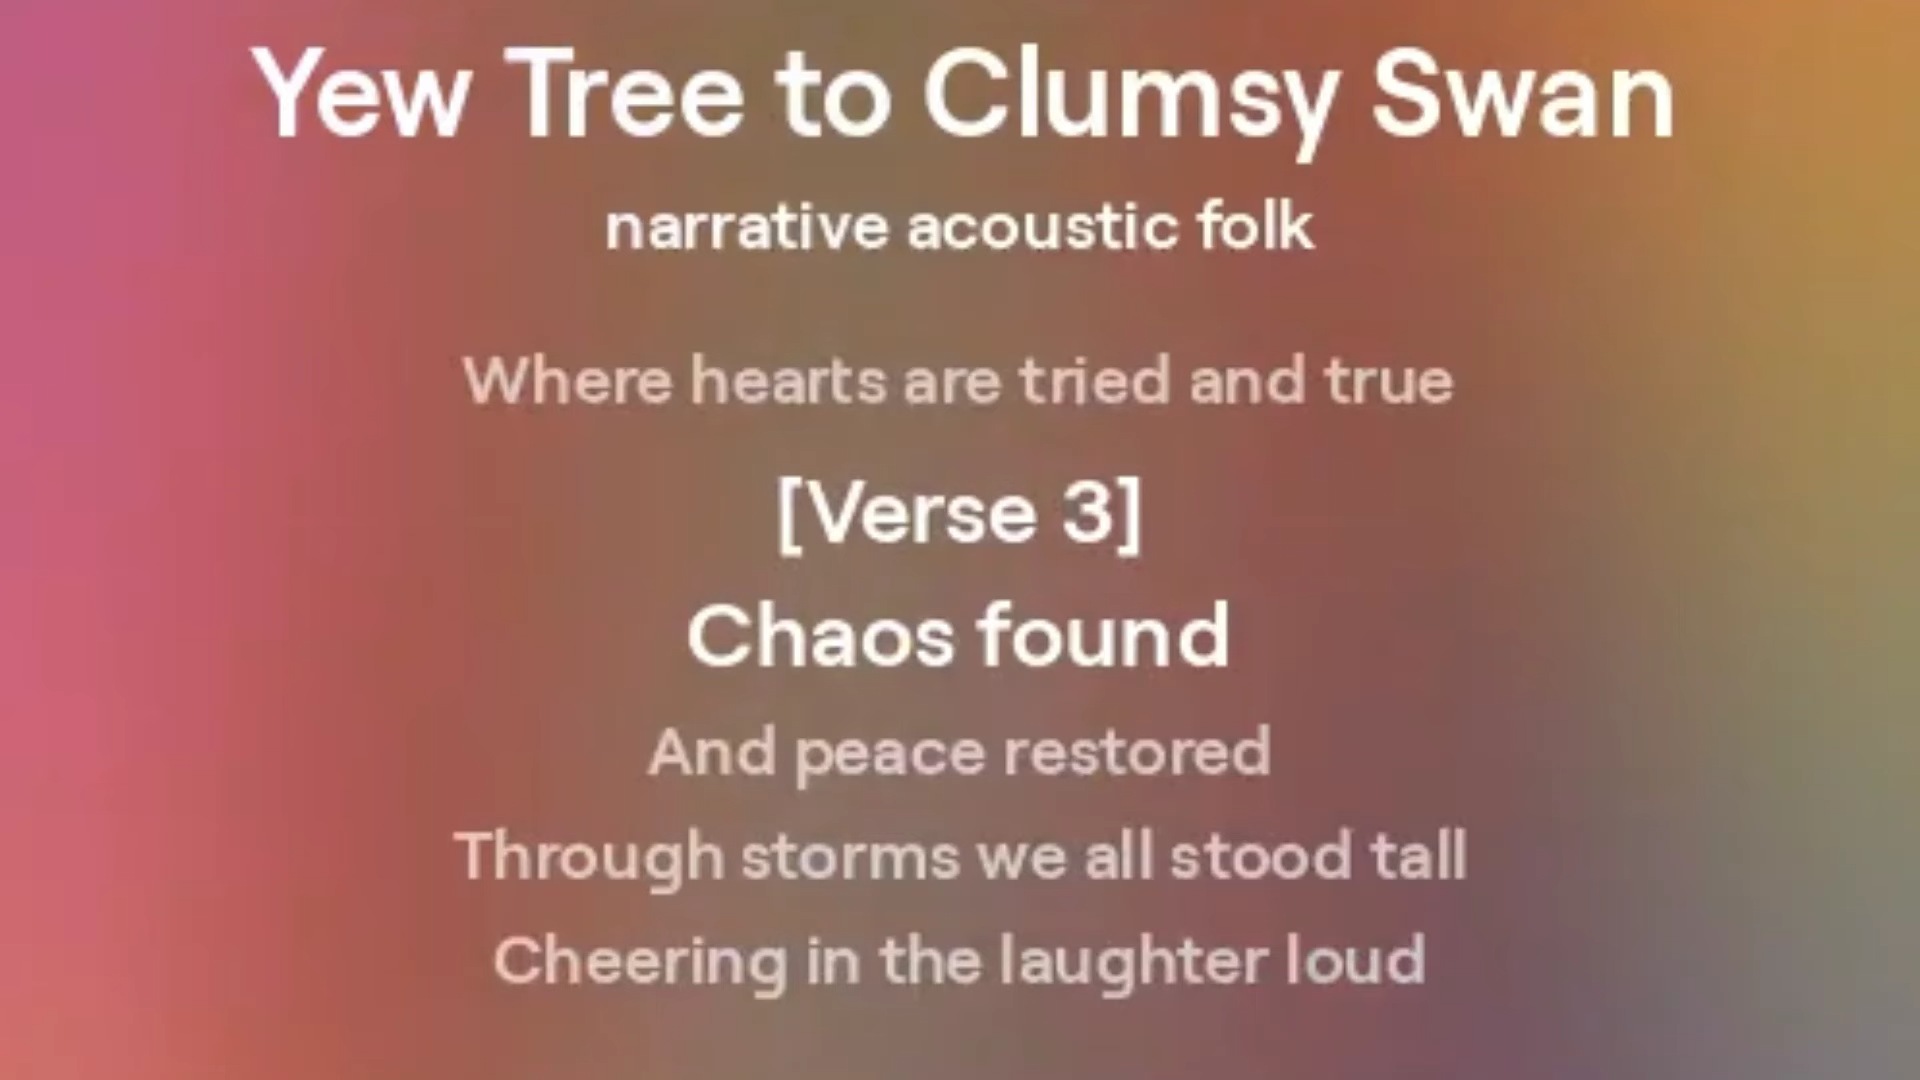 Yew Tree to Clumsy Swan
narrative acoustic folk
Where hearts are tried and true
[Verse 3]
Chaos found
And peace restored
Through storms we all stood tall
Cheering in the laughter loud